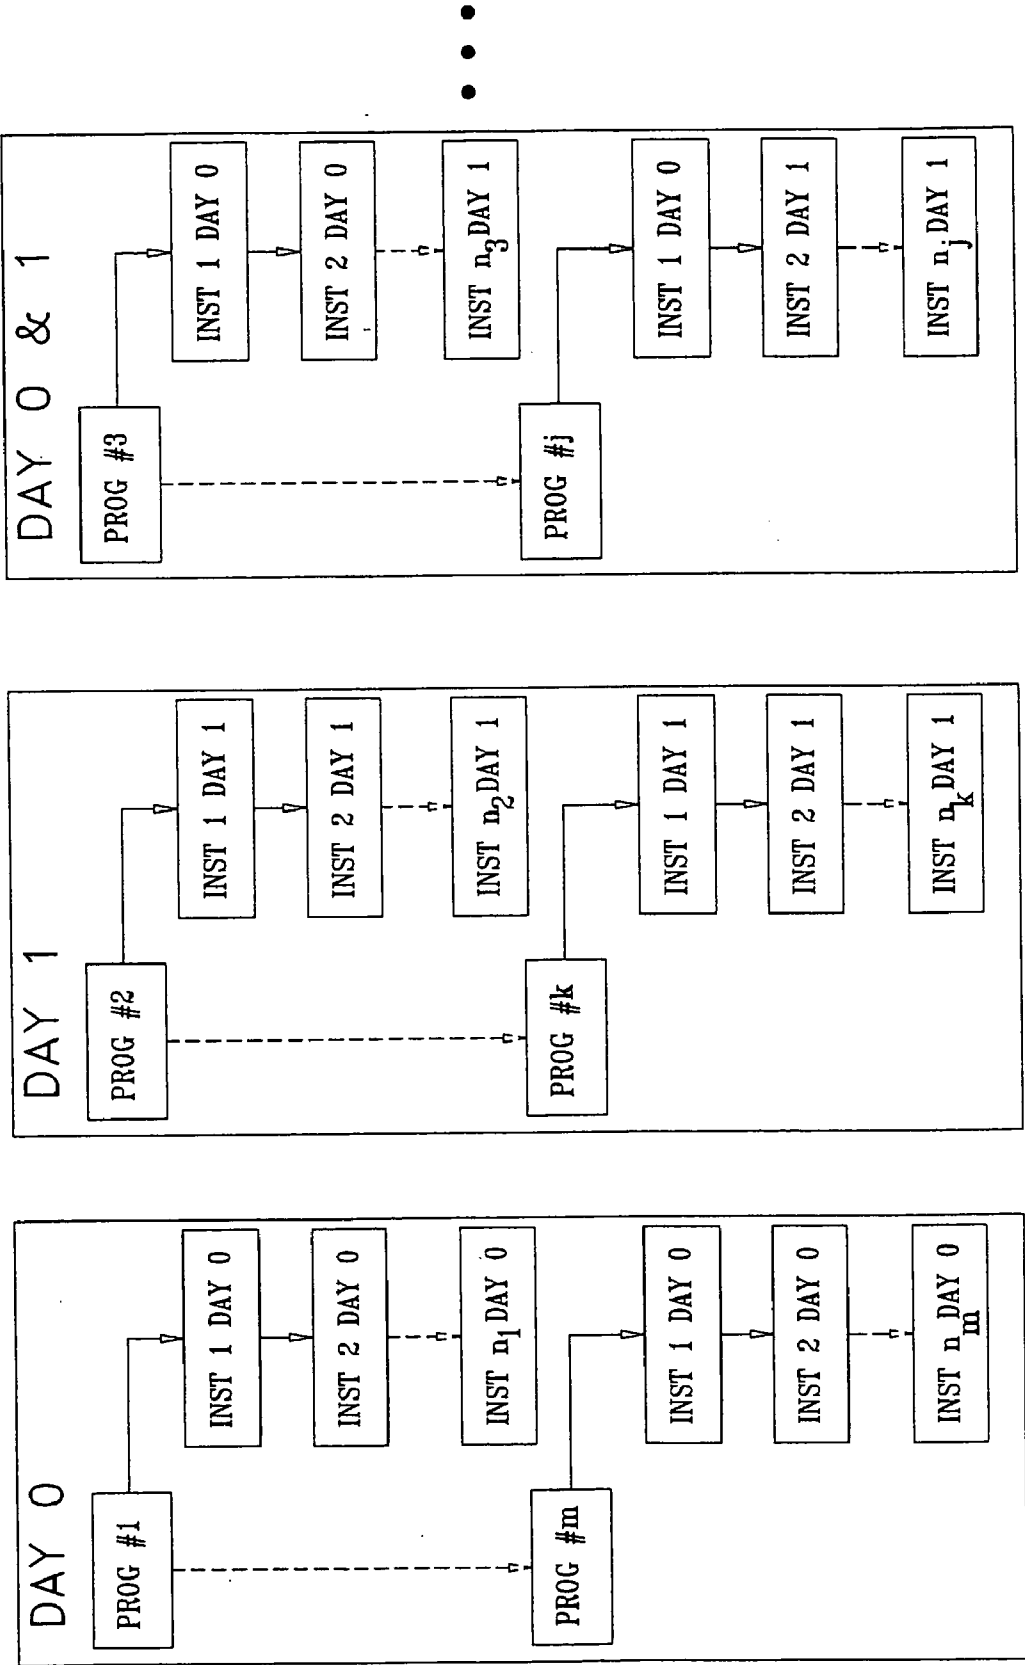 DAY 0
PROG #1
INST 1 DAY 0
INST 2 DAY 0
INST n₁ DAY 0
PROG #m
INST 1 DAY 0
INST 2 DAY 0
INST nₘ DAY 0
DAY 1
PROG #2
INST 1 DAY 1
INST 2 DAY 1
INST n₂ DAY 1
PROG #k
INST 1 DAY 1
INST 2 DAY 1
INST nₖ DAY 1
DAY 0 & 1
PROG #3
INST 1 DAY 0
INST 2 DAY 0
INST n₃ DAY 1
PROG #j
INST 1 DAY 0
INST 2 DAY 1
INST nⱼ DAY 1